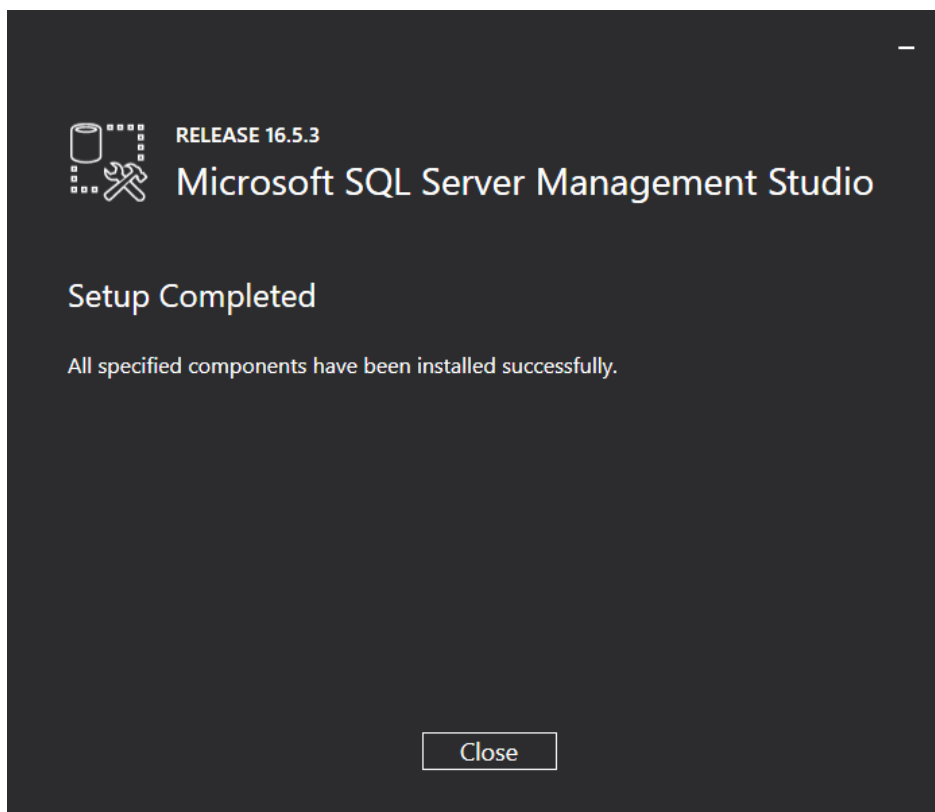 RELEASE 16.5.3
Microsoft SQL Server Management Studio
Setup Completed
All specified components have been installed successfully.
Close